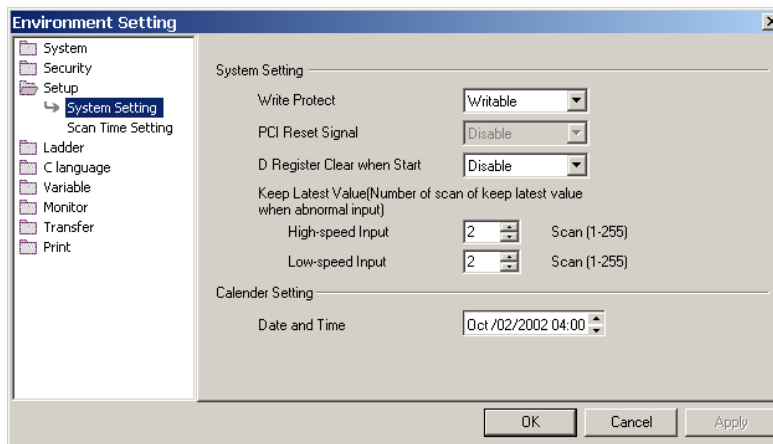 Environment Setting
System
Security
Setup
System Setting
Scan Time Setting
Ladder
C language
Variable
Monitor
Transfer
Print
System Setting
Write Protect Writable
PCI Reset Signal Disable
D Register Clear when Start Disable
Keep Latest Value(Number of scan of keep latest value
when abnormal input)
High-speed Input 2 Scan (1-255)
Low-speed Input 2 Scan (1-255)
Calender Setting
Date and Time Oct /02/2002 04:00
OK Cancel Apply